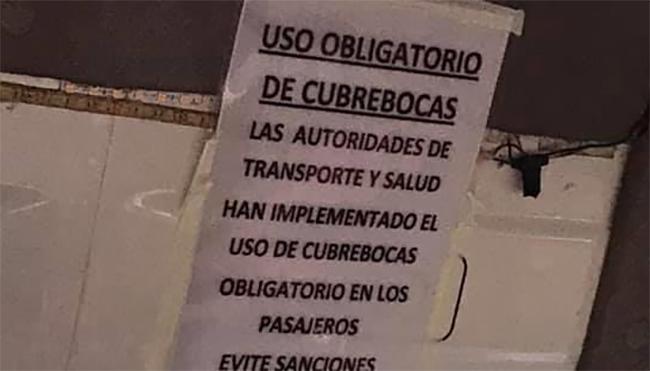 USO OBLIGATORIO
DE CUBREBOCAS
LAS AUTORIDADES DE
TRANSPORTE Y SALUD
HAN IMPLEMENTADO EL
USO DE CUBREBOCAS
OBLIGATORIO EN LOS
PASAJEROS
EVITE SANCIONES